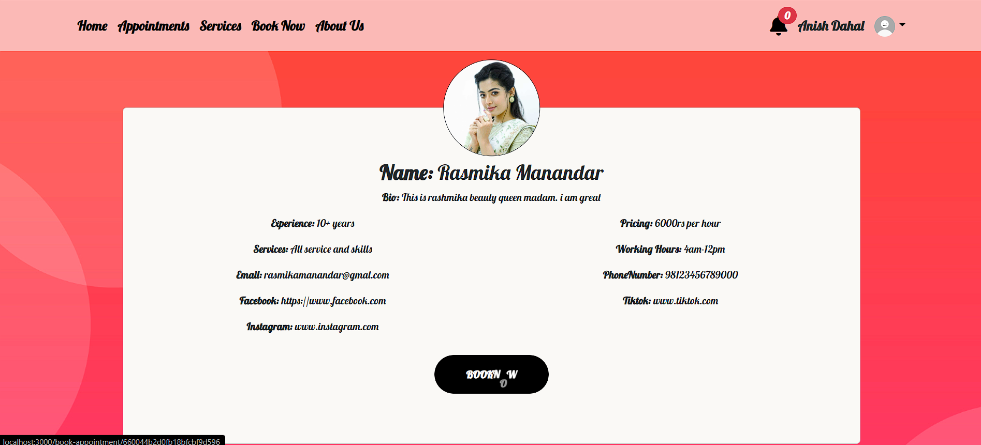 Home Appointments Services Book Now About Us 0 Anish Dahal
Name: Rasmika Manandar
Bio: This is rashmika beauty queen madam. i am great
Experience: 10+ years Pricing: 6000rs per hour
Services: All service and skills Working Hours: 4am-12pm
Email: rasmikamanandar@gmal.com PhoneNumber: 98123456789000
Facebook: https://www.facebook.com Tiktok: www.tiktok.com
Instagram: www.instagram.com
BOOKN W
O
localhost:3000/book-appointment/660044b2d0fb18bfcbf9d596